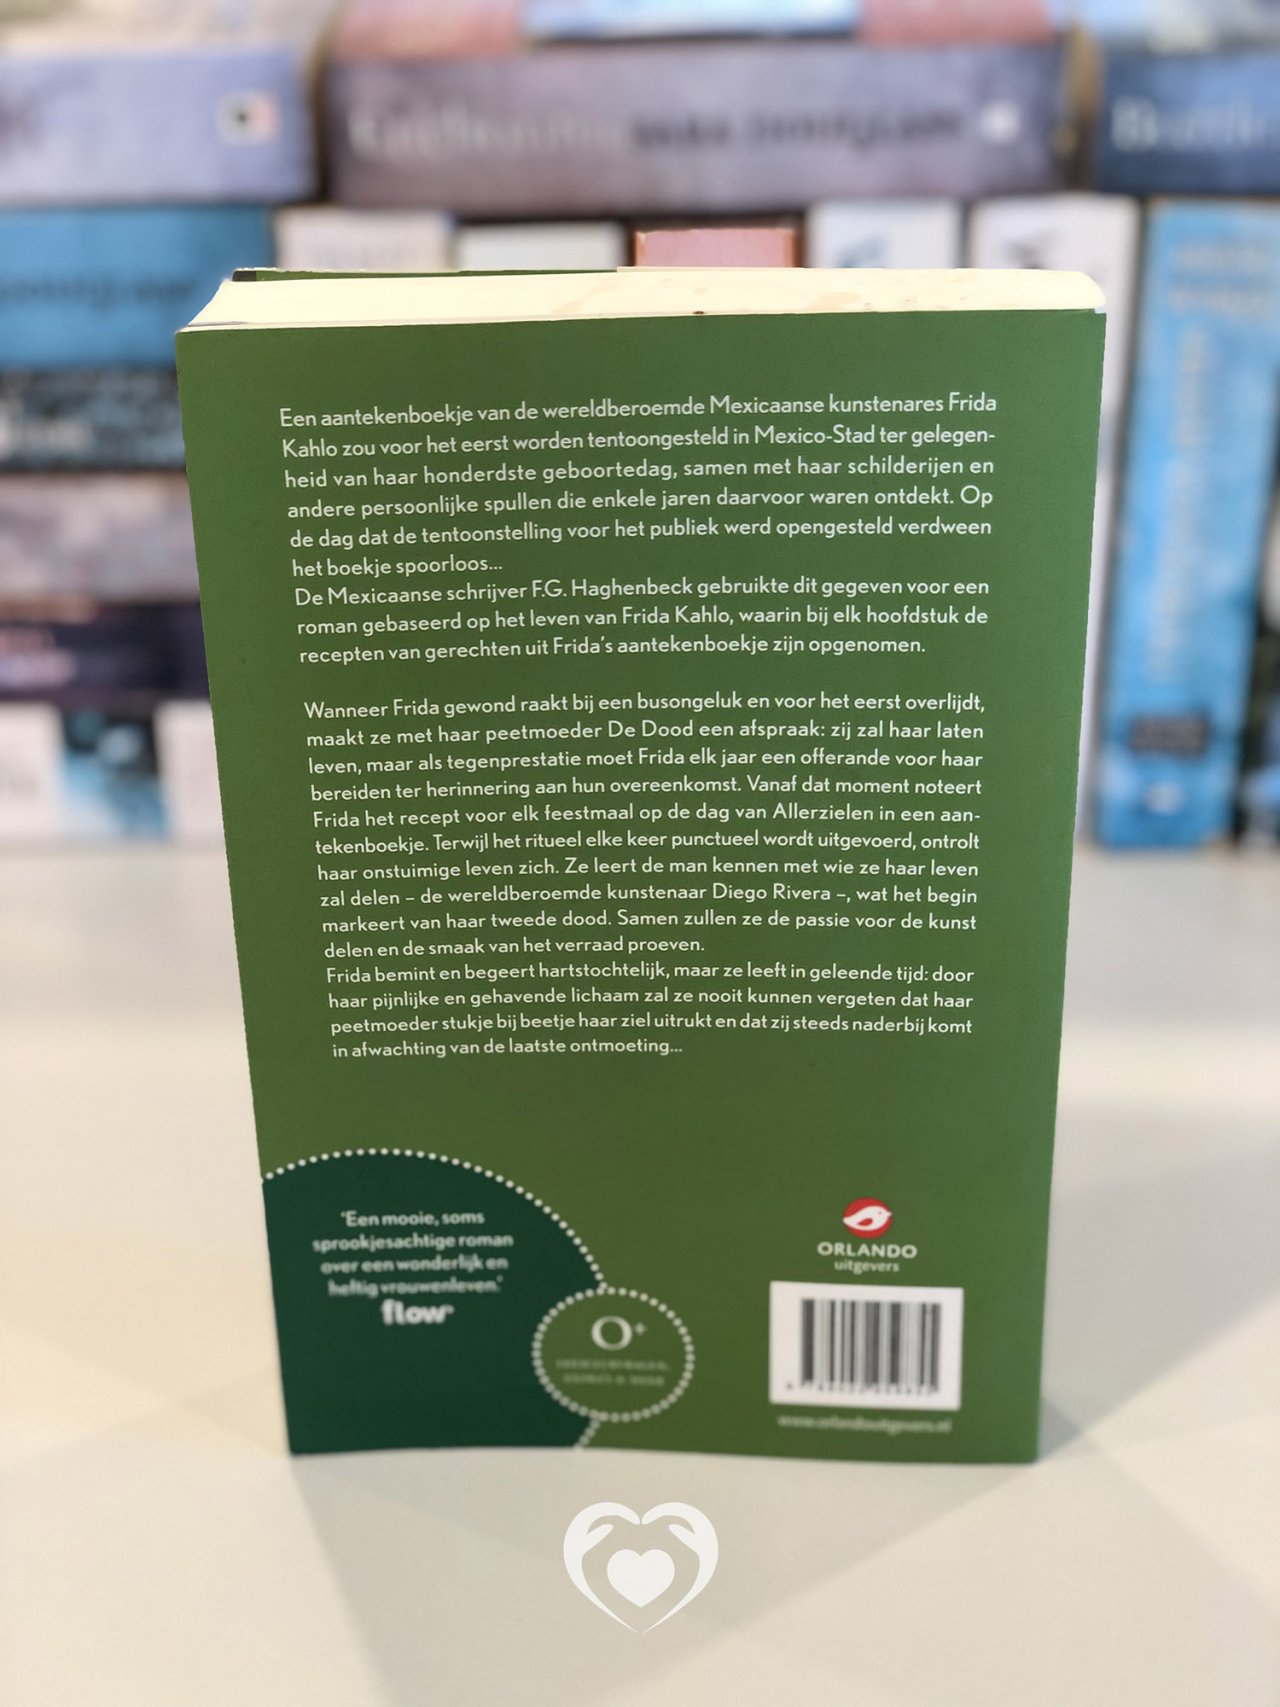 Een aantekenboekje van de wereldberoemde Mexicaanse kunstenares Frida
Kahlo zou voor het eerst worden tentoongesteld in Mexico-Stad ter gelegen-
heid van haar honderdste geboortedag, samen met haar schilderijen en
andere persoonlijke spullen die enkele jaren daarvoor waren ontdekt. Op
de dag dat de tentoonstelling voor het publiek werd opengesteld verdween
het boekje spoorloos...
De Mexicaanse schrijver F.G. Haghenbeck gebruikte dit gegeven voor een
roman gebaseerd op het leven van Frida Kahlo, waarin bij elk hoofdstuk de
recepten van gerechten uit Frida's aantekenboekje zijn opgenomen.
Wanneer Frida gewond raakt bij een busongeluk en voor het eerst overlijdt,
maakt ze met haar peetmoeder De Dood een afspraak: zij zal haar laten
leven, maar als tegenprestatie moet Frida elk jaar een offerande voor haar
bereiden ter herinnering aan hun overeenkomst. Vanaf dat moment noteert
Frida het recept voor elk feestmaal op de dag van Allerzielen in een aan-
tekenboekje. Terwijl het ritueel elke keer punctueel wordt uitgevoerd, ontrolt
haar onstuimige leven zich. Ze leert de man kennen met wie ze haar leven
zal delen – de wereldberoemde kunstenaar Diego Rivera –, wat het begin
markeert van haar tweede dood. Samen zullen ze de passie voor de kunst
delen en de smaak van het verraad proeven.
Frida bemint en begeert hartstochtelijk, maar ze leeft in geleende tijd: door
haar pijnlijke en gehavende lichaam zal ze nooit kunnen vergeten dat haar
peetmoeder stukje bij beetje haar ziel uitrukt en dat zij steeds naderbij komt
in afwachting van de laatste ontmoeting...
'Een mooie, soms
sprookjesachtige roman
over een wonderlijk en
heftig vrouwenleven.'
flow
O+
ORLANDO
uitgevers
www.orlandouitgevers.nl